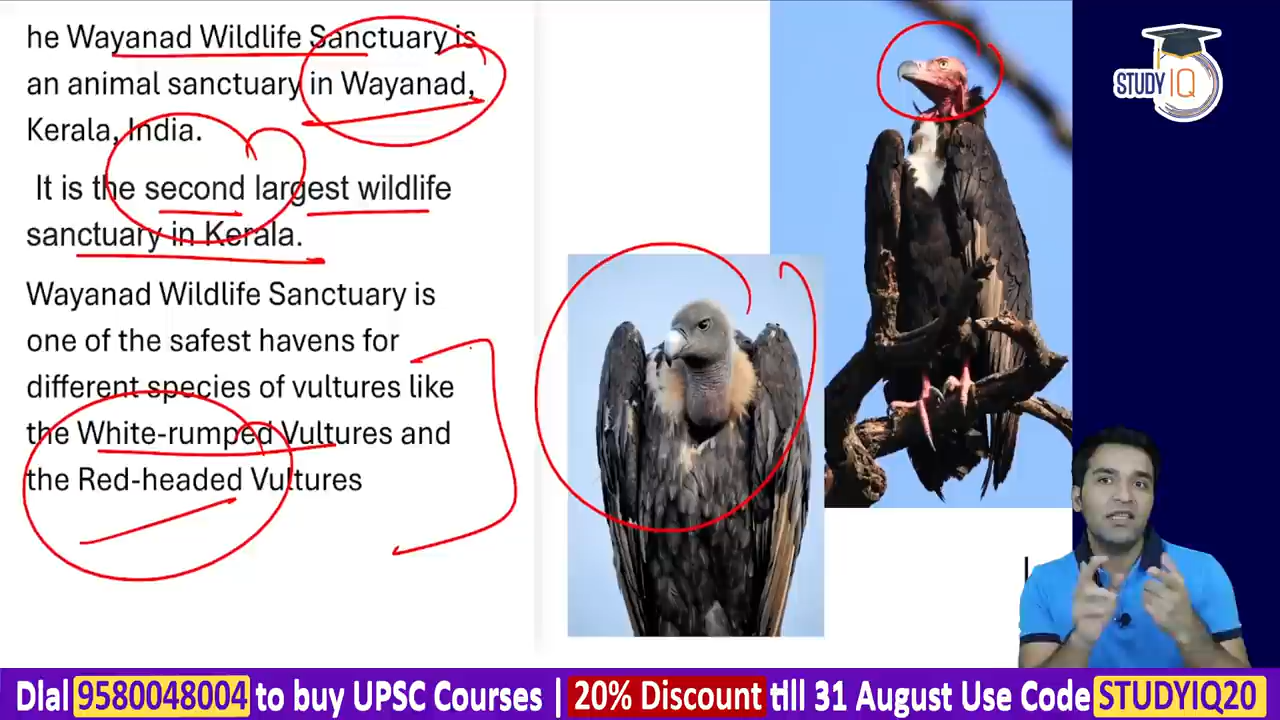 he Wayanad Wildlife Sanctuary is
an animal sanctuary in Wayanad,
Kerala, India.
It is the second largest wildlife
sanctuary in Kerala.
Wayanad Wildlife Sanctuary is
one of the safest havens for
different species of vultures like
the White-rumped Vultures and
the Red-headed Vultures
STUDY IQ
Dial 9580048004 to buy UPSC Courses | 20% Discount till 31 August Use Code STUDYIQ20